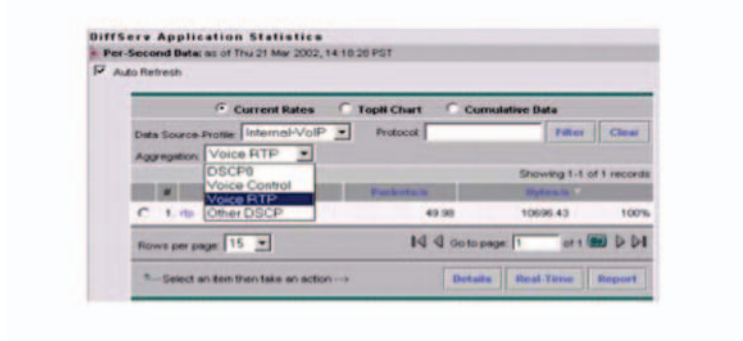 DiffServ Application Statistics
Per-Second Data: as of Thu 21 Mar 2002, 14:18:28 PST
Auto Refresh
Current Rates TopN Chart Cumulative Data
Data Source-Profile: Internal-VoIP Protocol: Filter Clear
Aggregation: Voice RTP
DSCP0
Voice Control
Voice RTP
Other DSCP
Showing 1-1 of 1 records
# Packets/s Bytes/s
1. rtp 49.98 10696.43 100%
Rows per page: 15 Go to page: 1 of 1 Go
Select an item then take an action --> Details Real-Time Report